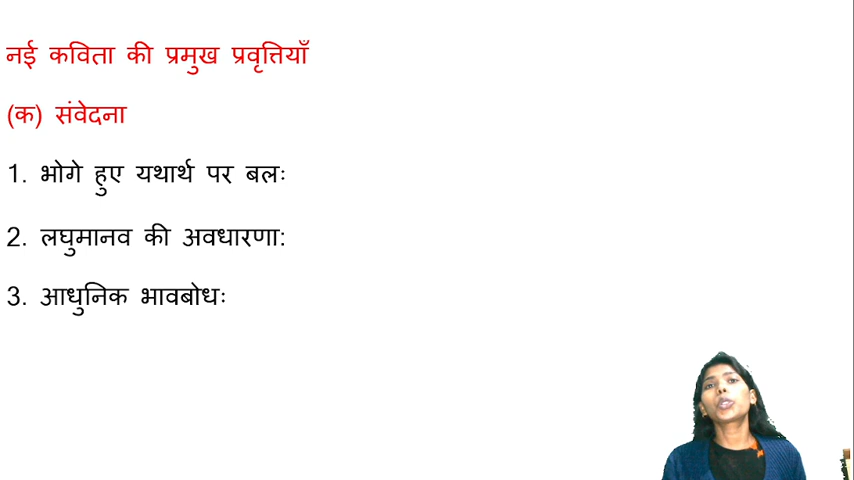 नई कविता की प्रमुख प्रवृत्तियाँ
(क) संवेदना
1. भोगे हुए यथार्थ पर बलः
2. लघुमानव की अवधारणा:
3. आधुनिक भावबोधः